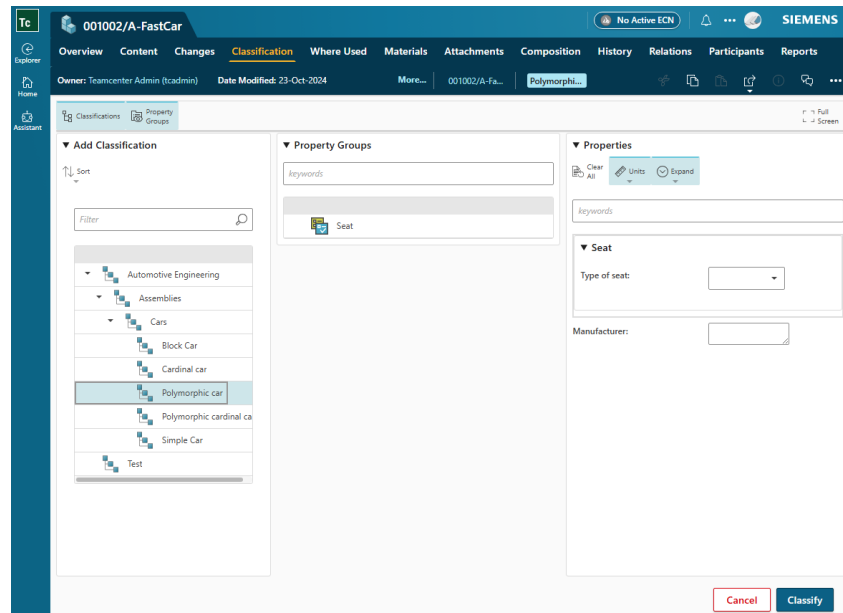 Tc
001002/A-FastCar
No Active ECN
SIEMENS
Explorer
Home
Assistant
Overview Content Changes Classification Where Used Materials Attachments Composition History Relations Participants Reports
Owner: Teamcenter Admin (tcadmin) Date Modified: 23-Oct-2024 More... 001002/A-Fa... Polymorphi...
Classifications
Property Groups
Full Screen
Add Classification
Sort
Filter
Automotive Engineering
Assemblies
Cars
Block Car
Cardinal car
Polymorphic car
Polymorphic cardinal ca
Simple Car
Test
Property Groups
keywords
Seat
Properties
Clear All
Units
Expand
keywords
Seat
Type of seat:
Manufacturer:
Cancel
Classify